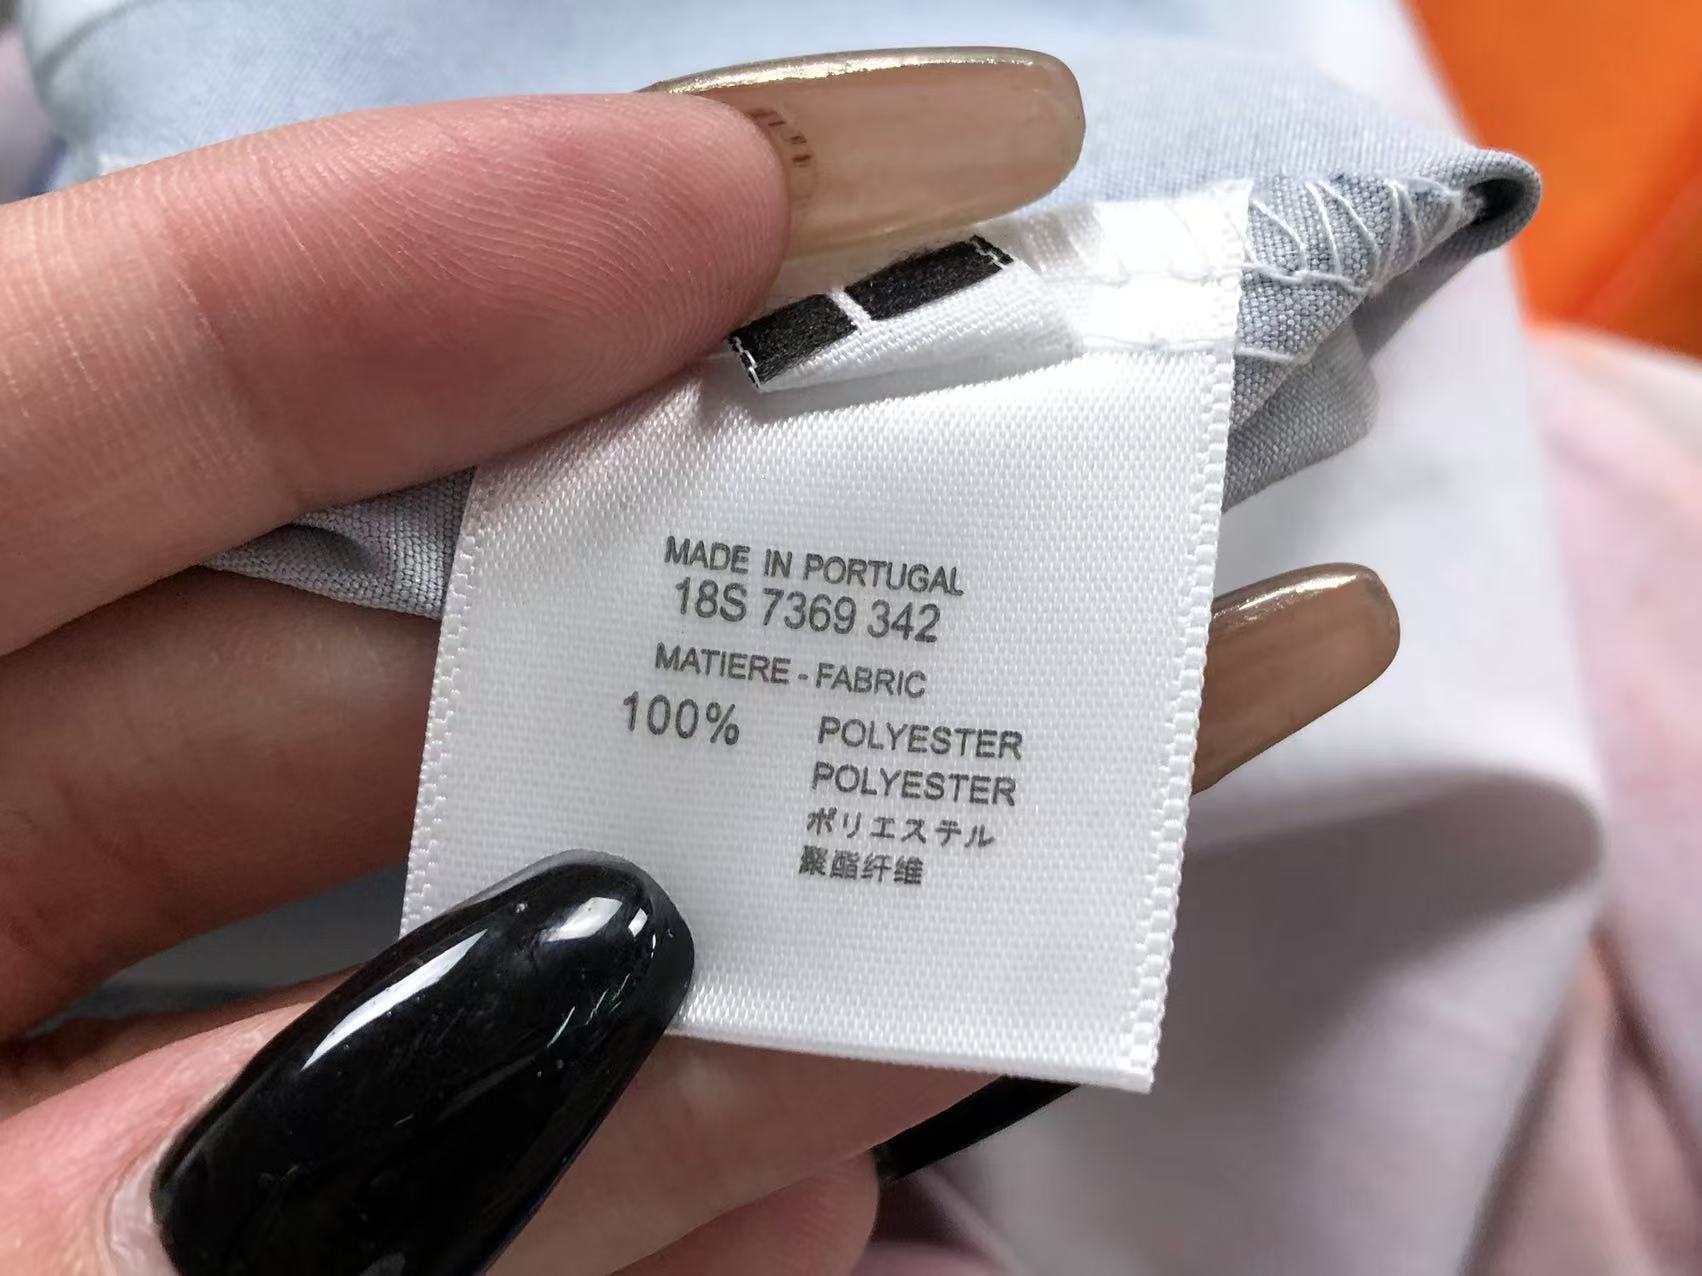 MADE IN PORTUGAL
18S 7369 342
MATIERE - FABRIC
100% POLYESTER
POLYESTER
ポリエステル
聚酯纤维